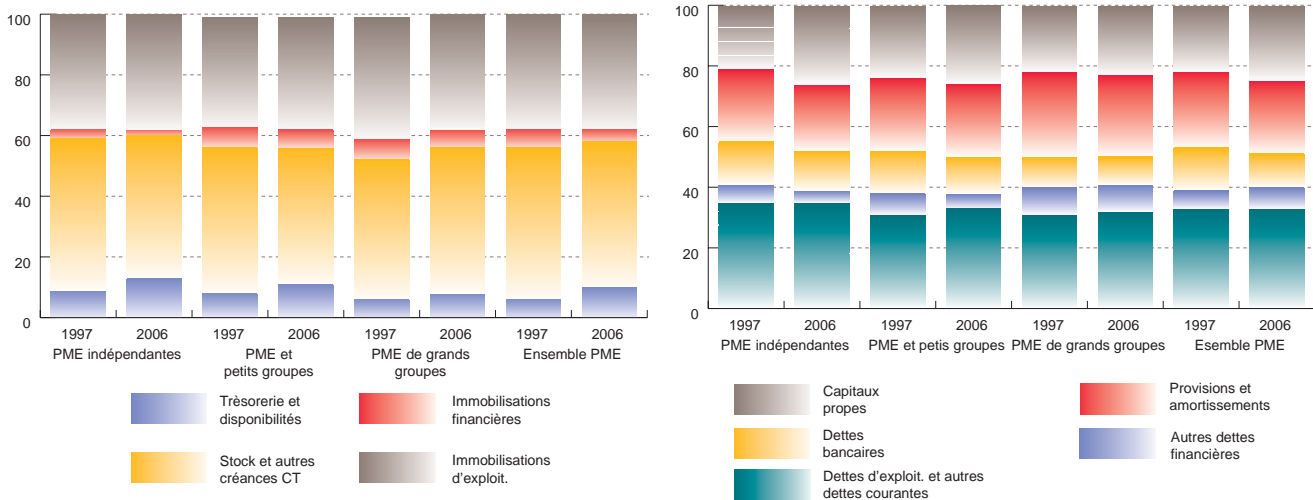 100
80
60
40
20
0
1997 2006 1997 2006 1997 2006 1997 2006
PME indépendantes PME et petits groupes PME de grands groupes Ensemble PME
Trèsorerie et disponibilités
Immobilisations financières
Stock et autres créances CT
Immobilisations d'exploit.
100
80
60
40
20
0
1997 2006 1997 2006 1997 2006 1997 2006
PME indépendantes PME et petis groupes PME de grands groupes Esemble PME
Capitaux propes
Provisions et amortissements
Dettes bancaires
Autres dettes financières
Dettes d'exploit. et autres dettes courantes